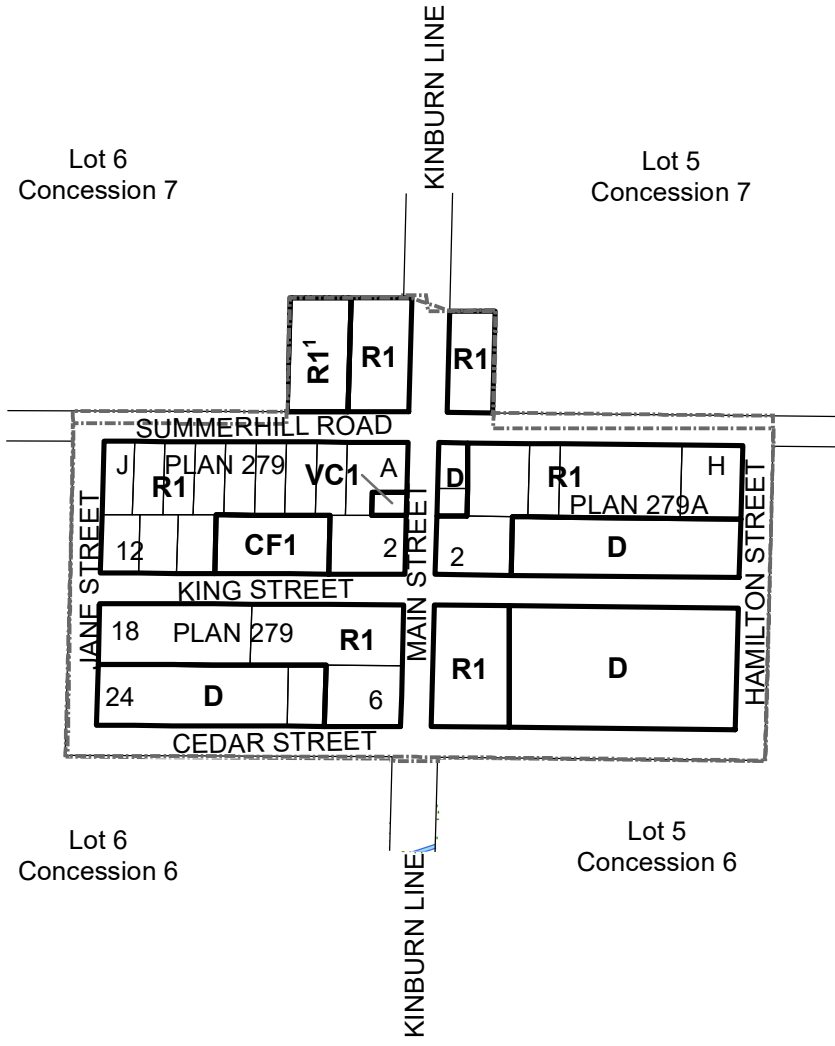 KINBURN LINE
Lot 6
Concession 7
Lot 5
Concession 7
R1¹
R1
R1
SUMMERHILL ROAD
J
PLAN 279
R1
VC1
A
D
R1
H
PLAN 279A
12
CF1
2
2
D
JANE STREET
MAIN STREET
HAMILTON STREET
KING STREET
18
PLAN 279
R1
R1
D
24
D
6
CEDAR STREET
Lot 6
Concession 6
Lot 5
Concession 6
KINBURN LINE